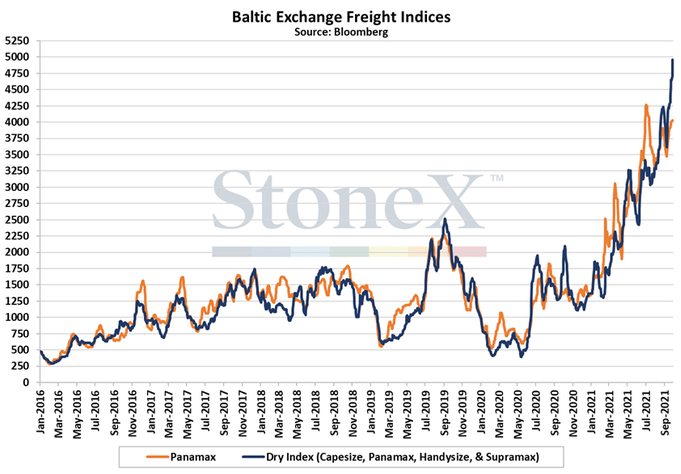 Baltic Exchange Freight Indices
Source: Bloomberg
5250
5000
4750
4500
4250
4000
3750
3500
3250
3000
2750
2500
2250
2000
1750
1500
1250
1000
750
500
250
0
StoneX™
Jan-2016
Mar-2016
May-2016
Jul-2016
Sep-2016
Nov-2016
Jan-2017
Mar-2017
May-2017
Jul-2017
Sep-2017
Nov-2017
Jan-2018
Mar-2018
May-2018
Jul-2018
Sep-2018
Nov-2018
Jan-2019
Mar-2019
May-2019
Jul-2019
Sep-2019
Nov-2019
Jan-2020
Mar-2020
May-2020
Jul-2020
Sep-2020
Nov-2020
Jan-2021
Mar-2021
May-2021
Jul-2021
Sep-2021
Panamax
Dry Index (Capesize, Panamax, Handysize, & Supramax)